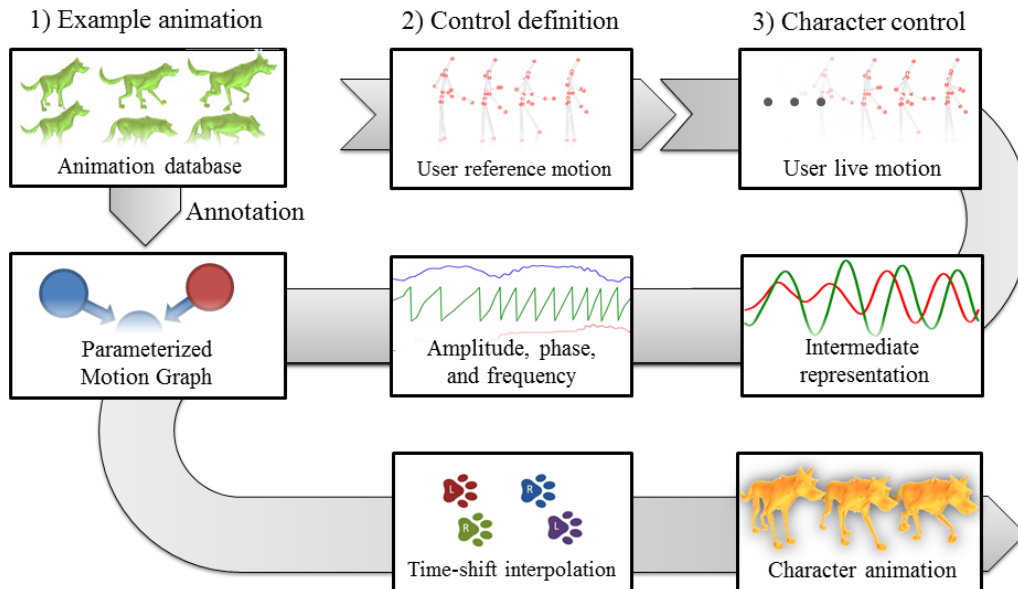 1) Example animation
2) Control definition
3) Character control
Animation database
User reference motion
User live motion
Annotation
Parameterized
Motion Graph
Amplitude, phase,
and frequency
Intermediate
representation
L
R
R
L
Time-shift interpolation
Character animation